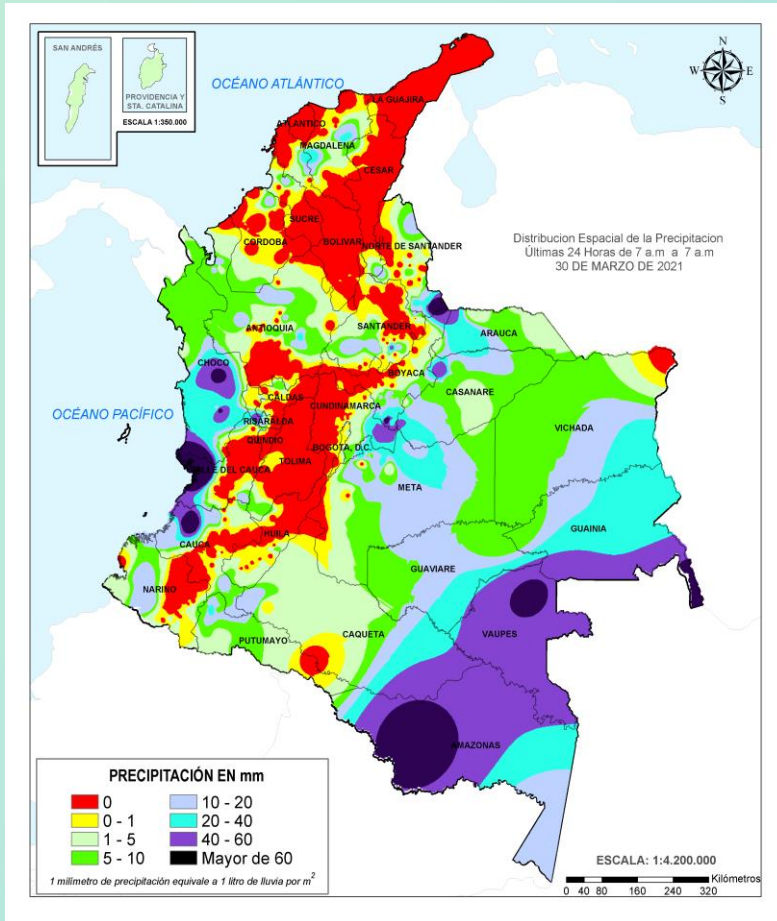 SAN ANDRÉS
PROVIDENCIA Y
STA. CATALINA
ESCALA 1:350.000
N
W E
S
OCÉANO ATLÁNTICO
LA GUAJIRA
ATLANTICO
MAGDALENA
CESAR
SUCRE
CORDOBA
BOLIVAR
NORTE DE SANTANDER
Distribucion Espacial de la Precipitacion
Últimas 24 Horas de 7 a.m a 7 a.m
30 DE MARZO DE 2021
ANTIOQUIA
SANTANDER
ARAUCA
CHOCO
BOYACA
CASANARE
CALDAS
CUNDINAMARCA
OCÉANO PACÍFICO
RISARALDA
VICHADA
QUINDIO
BOGOTA, D.C.
TOLIMA
VALLE DEL CAUCA
META
GUAINIA
HUILA
CAUCA
GUAVIARE
NARIÑO
VAUPES
CAQUETA
PUTUMAYO
AMAZONAS
PRECIPITACIÓN EN mm
0
0 - 1
1 - 5
5 - 10
10 - 20
20 - 40
40 - 60
Mayor de 60
1 milímetro de precipitación equivale a 1 litro de lluvia por m²
ESCALA: 1:4.200.000
Kilómetros
0 40 80 160 240 320